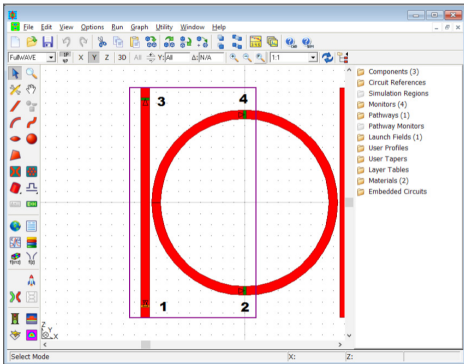 File Edit View Options Run Graph Utility Window Help
FullWAVE X Y Z 3D All Y: All Δ: N/A 1:1
Components (3)
Circuit References
Simulation Regions
Monitors (4)
Pathways (1)
Pathway Monitors
Launch Fields (1)
User Profiles
User Tapers
Layer Tables
Materials (2)
Embedded Circuits
3 4
1 2
Z
Y
X
Select Mode X: Z: